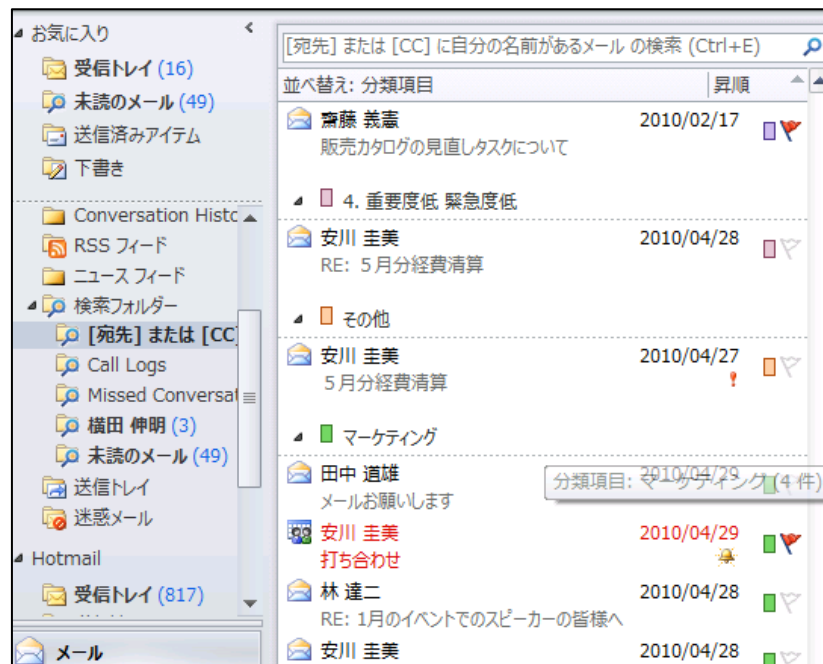 お気に入り
受信トレイ (16)
未読のメール (49)
送信済みアイテム
下書き
Conversation Histo
RSS フィード
ニュース フィード
検索フォルダー
[宛先] または [CC]
Call Logs
Missed Conversat
横田 伸明 (3)
未読のメール (49)
送信トレイ
迷惑メール
Hotmail
受信トレイ (817)
メール
[宛先] または [CC] に自分の名前があるメール の検索 (Ctrl+E)
並べ替え: 分類項目 昇順
齋藤 義憲 2010/02/17
販売カタログの見直しタスクについて
4. 重要度低 緊急度低
安川 圭美 2010/04/28
RE: 5月分経費清算
その他
安川 圭美 2010/04/27
5月分経費清算
マーケティング
田中 道雄 2010/04/29
分類項目: マーケティング (4 件)
メールお願いします
安川 圭美 2010/04/29
打ち合わせ
林 達二 2010/04/28
RE: 1月のイベントでのスピーカーの皆様へ
安川 圭美 2010/04/28